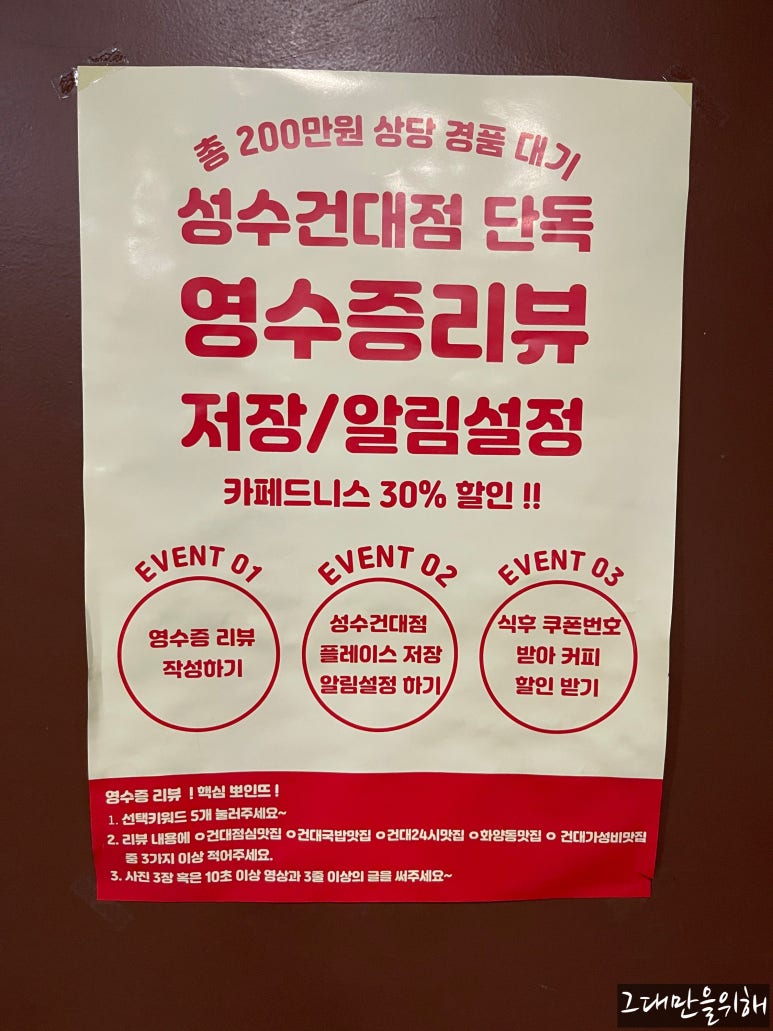 총 200만원 상당 경품 대기
성수건대점 단독
영수증리뷰
저장/알림설정
카페드니스 30% 할인 !!
EVENT 01
영수증 리뷰
작성하기
EVENT 02
성수건대점
플레이스 저장
알림설정 하기
EVENT 03
식후 쿠폰번호
받아 커피
할인 받기
영수증 리뷰 ! 핵심 뽀인뜨 !
1. 선택키워드 5개 눌러주세요~
2. 리뷰 내용에 ㅇ건대점심맛집 ㅇ건대국밥맛집 ㅇ건대24시맛집 ㅇ화양동맛집 ㅇ 건대가성비맛집
중 3가지 이상 적어주세요.
3. 사진 3장 혹은 10초 이상 영상과 3줄 이상의 글을 써주세요~
그대만을위해